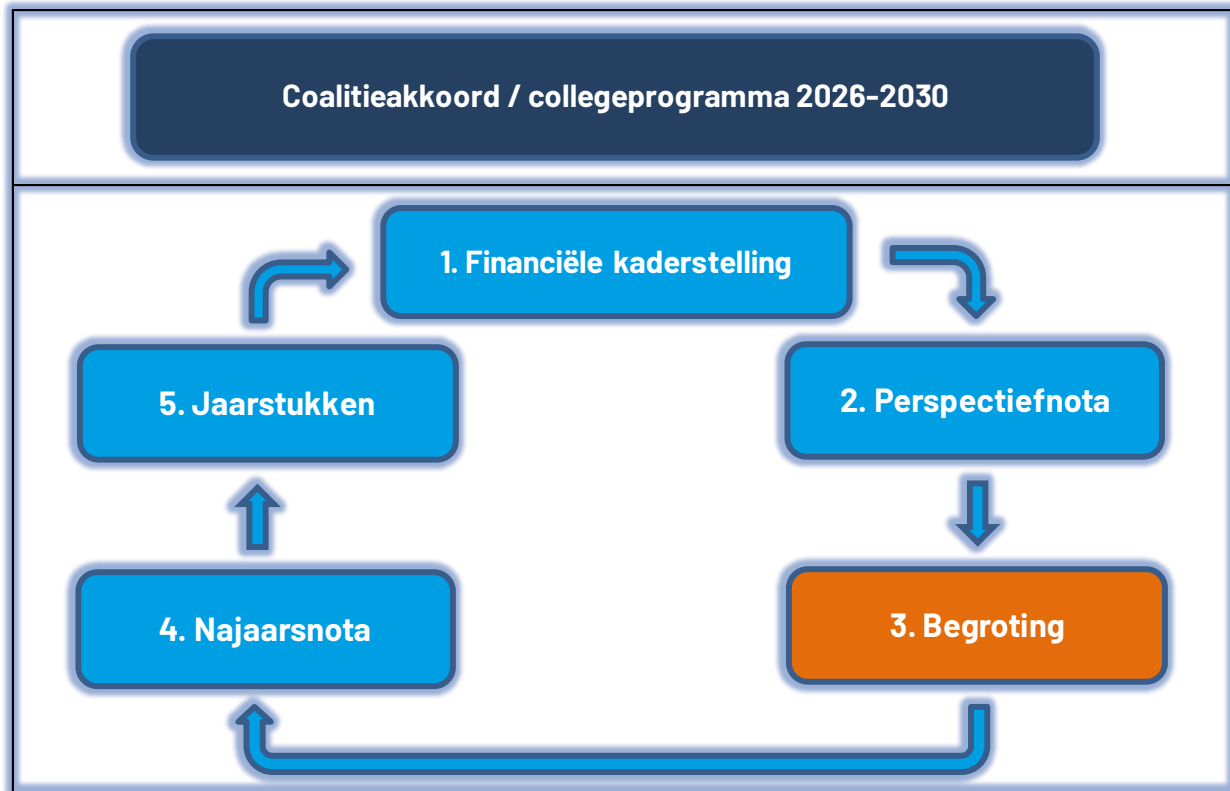 Coalitieakkoord / collegeprogramma 2026-2030
1. Financiële kaderstelling
2. Perspectiefnota
3. Begroting
4. Najaarsnota
5. Jaarstukken